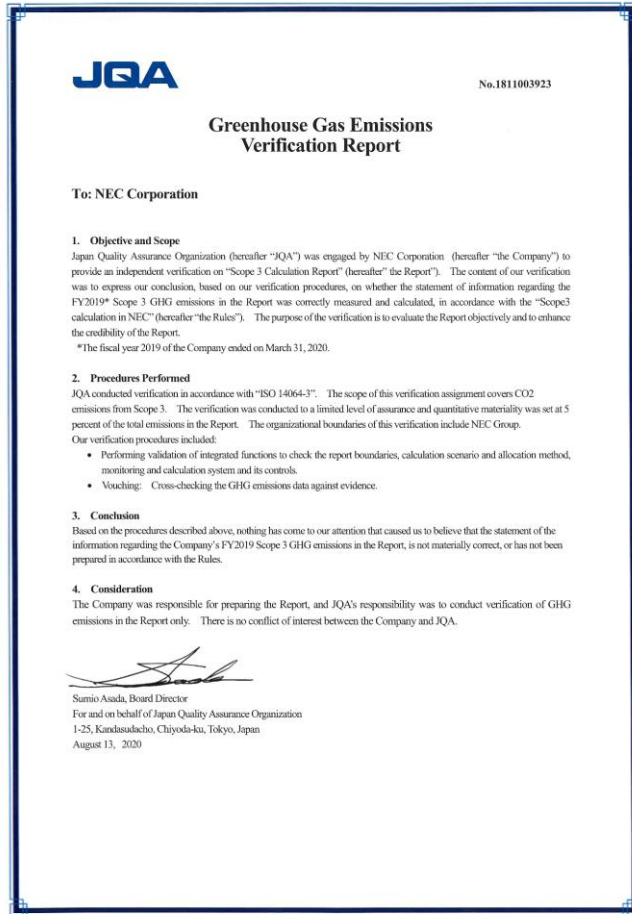 JQA
No.1811003923
Greenhouse Gas Emissions
Verification Report
To: NEC Corporation
1. Objective and Scope
Japan Quality Assurance Organization (hereafter “JQA”) was engaged by NEC Corporation (hereafter “the Company”) to
provide an independent verification on “Scope 3 Calculation Report” (hereafter” the Report”). The content of our verification
was to express our conclusion, based on our verification procedures, on whether the statement of information regarding the
FY2019* Scope 3 GHG emissions in the Report was correctly measured and calculated, in accordance with the “Scope3
calculation in NEC” (hereafter “the Rules”). The purpose of the verification is to evaluate the Report objectively and to enhance
the credibility of the Report.
*The fiscal year 2019 of the Company ended on March 31, 2020.
2. Procedures Performed
JQA conducted verification in accordance with “ISO 14064-3”. The scope of this verification assignment covers CO2
emissions from Scope 3. The verification was conducted to a limited level of assurance and quantitative materiality was set at 5
percent of the total emissions in the Report. The organizational boundaries of this verification include NEC Group.
Our verification procedures included:
• Performing validation of integrated functions to check the report boundaries, calculation scenario and allocation method,
monitoring and calculation system and its controls.
• Vouching: Cross-checking the GHG emissions data against evidence.
3. Conclusion
Based on the procedures described above, nothing has come to our attention that caused us to believe that the statement of the
information regarding the Company’s FY2019 Scope 3 GHG emissions in the Report, is not materially correct, or has not been
prepared in accordance with the Rules.
4. Consideration
The Company was responsible for preparing the Report, and JQA’s responsibility was to conduct verification of GHG
emissions in the Report only. There is no conflict of interest between the Company and JQA.
Sumio Asada, Board Director
For and on behalf of Japan Quality Assurance Organization
1-25, Kandasudacho, Chiyoda-ku, Tokyo, Japan
August 13, 2020